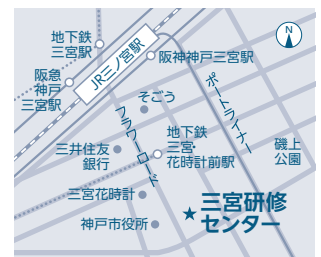 地下鉄
三宮駅
N
JR三ノ宮駅
阪神神戸三宮駅
阪急
神戸
三宮駅
そごう
ポートライナー
フラワーロード
三井住友
銀行
地下鉄
三宮・
花時計前駅
磯上
公園
三宮花時計
神戸市役所
★三宮研修
センター